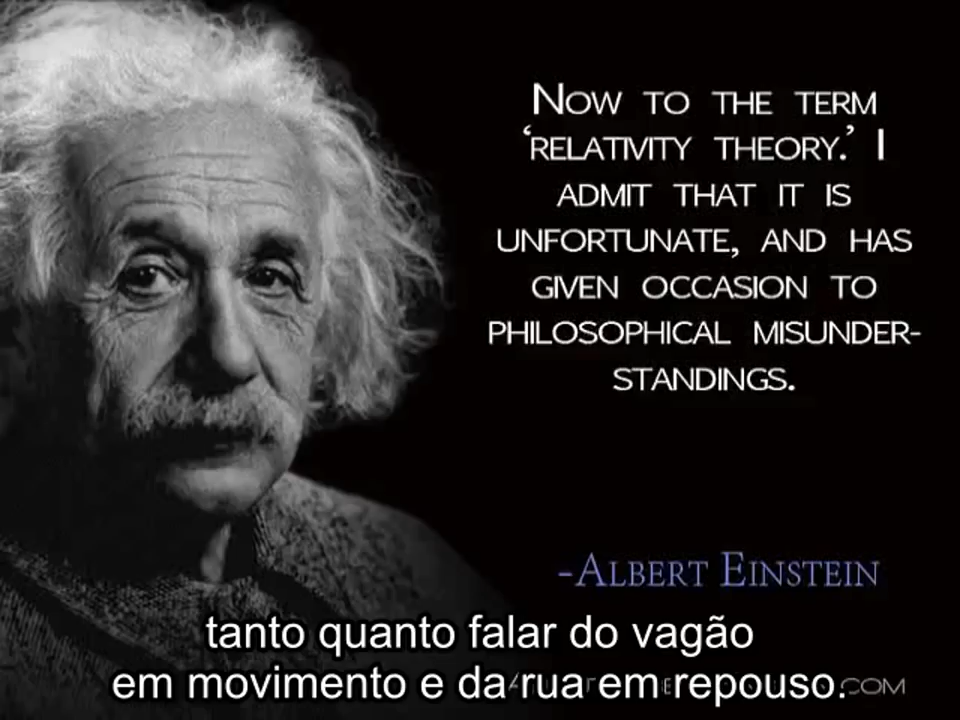 NOW TO THE TERM
‘RELATIVITY THEORY.’ I
ADMIT THAT IT IS
UNFORTUNATE, AND HAS
GIVEN OCCASION TO
PHILOSOPHICAL MISUNDER-
STANDINGS.
-ALBERT EINSTEIN
tanto quanto falar do vagão
em movimento e da rua em repouso.